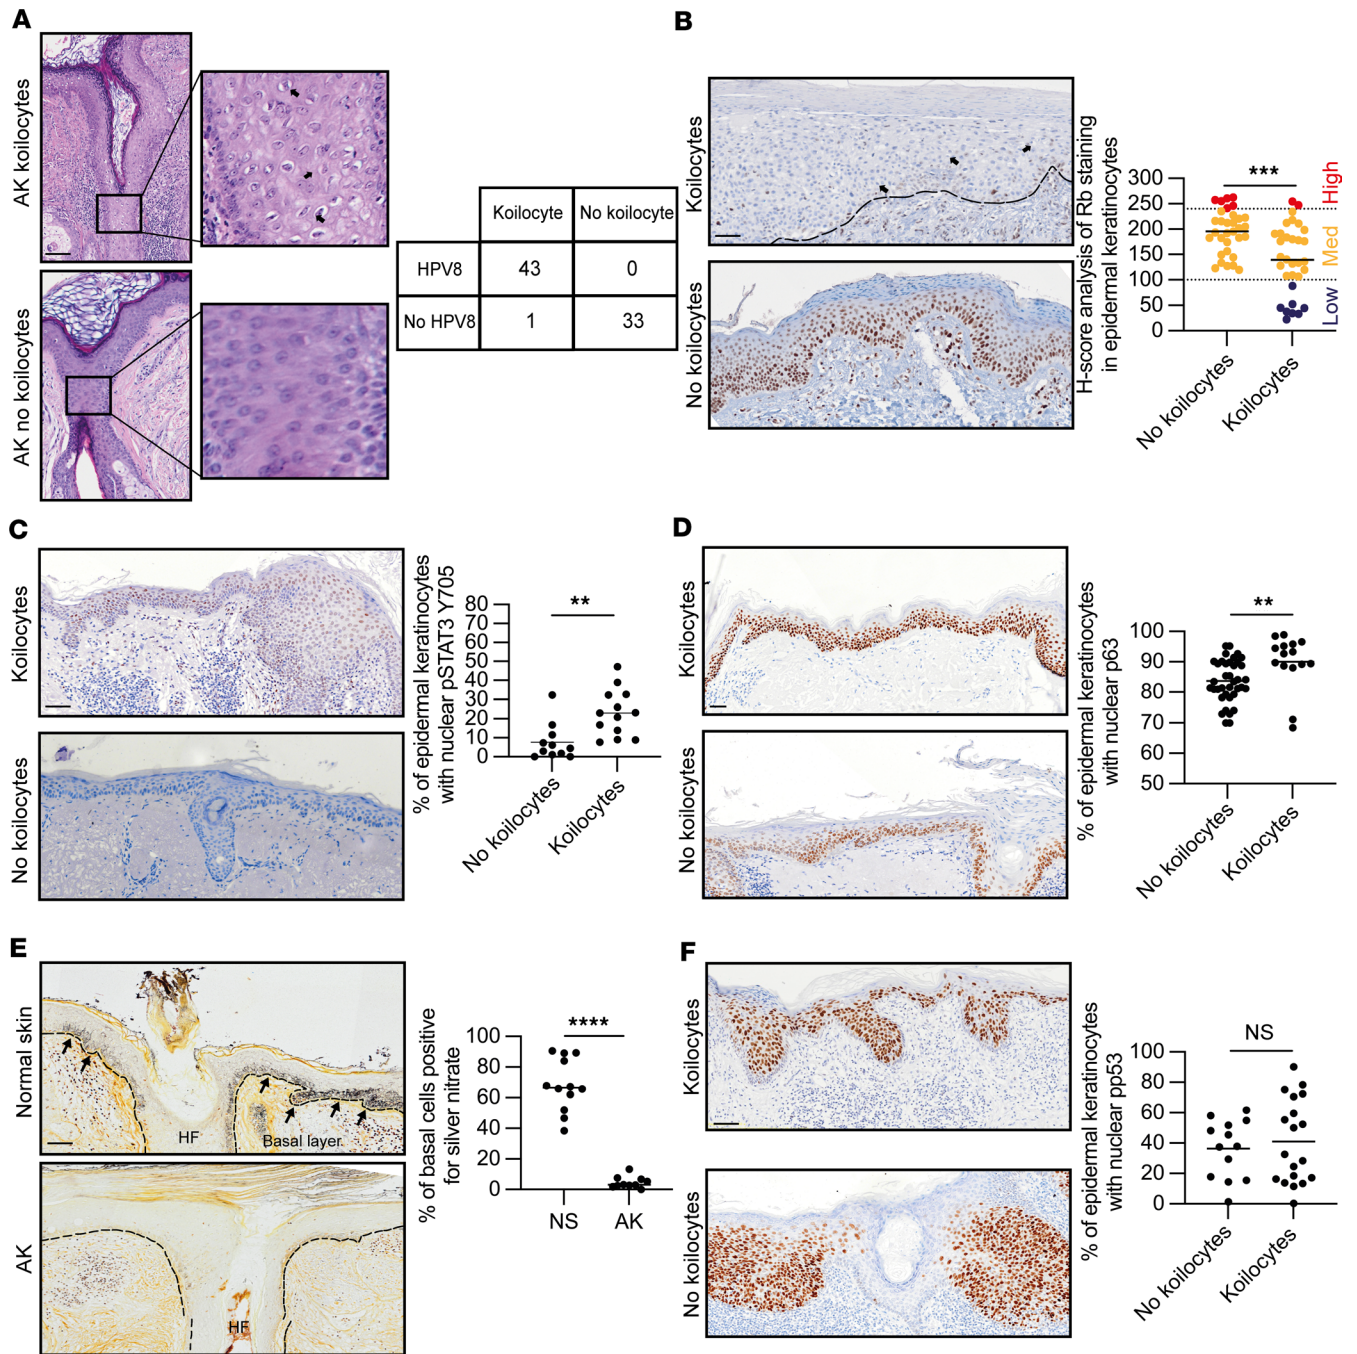 A
AK koilocytes
AK no koilocytes
Koilocyte
No koilocyte
HPV8
43
0
No HPV8
1
33
B
Koilocytes
No koilocytes
H-score analysis of Rb staining
in epidermal keratinocytes
300
250
200
150
100
50
0
***
High
Med
Low
No koilocytes
Koilocytes
C
Koilocytes
No koilocytes
% of epidermal keratinocytes
with nuclear pSTAT3 Y705
80
70
60
50
40
30
20
10
0
**
No koilocytes
Koilocytes
D
Koilocytes
No koilocytes
% of epidermal keratinocytes
with nuclear p63
100
90
80
70
60
50
**
No koilocytes
Koilocytes
E
Normal skin
HF
Basal layer
AK
HF
% of basal cells positive
for silver nitrate
100
80
60
40
20
0
****
NS
AK
F
Koilocytes
No koilocytes
% of epidermal keratinocytes
with nuclear pp53
100
80
60
40
20
0
NS
No koilocytes
Koilocytes